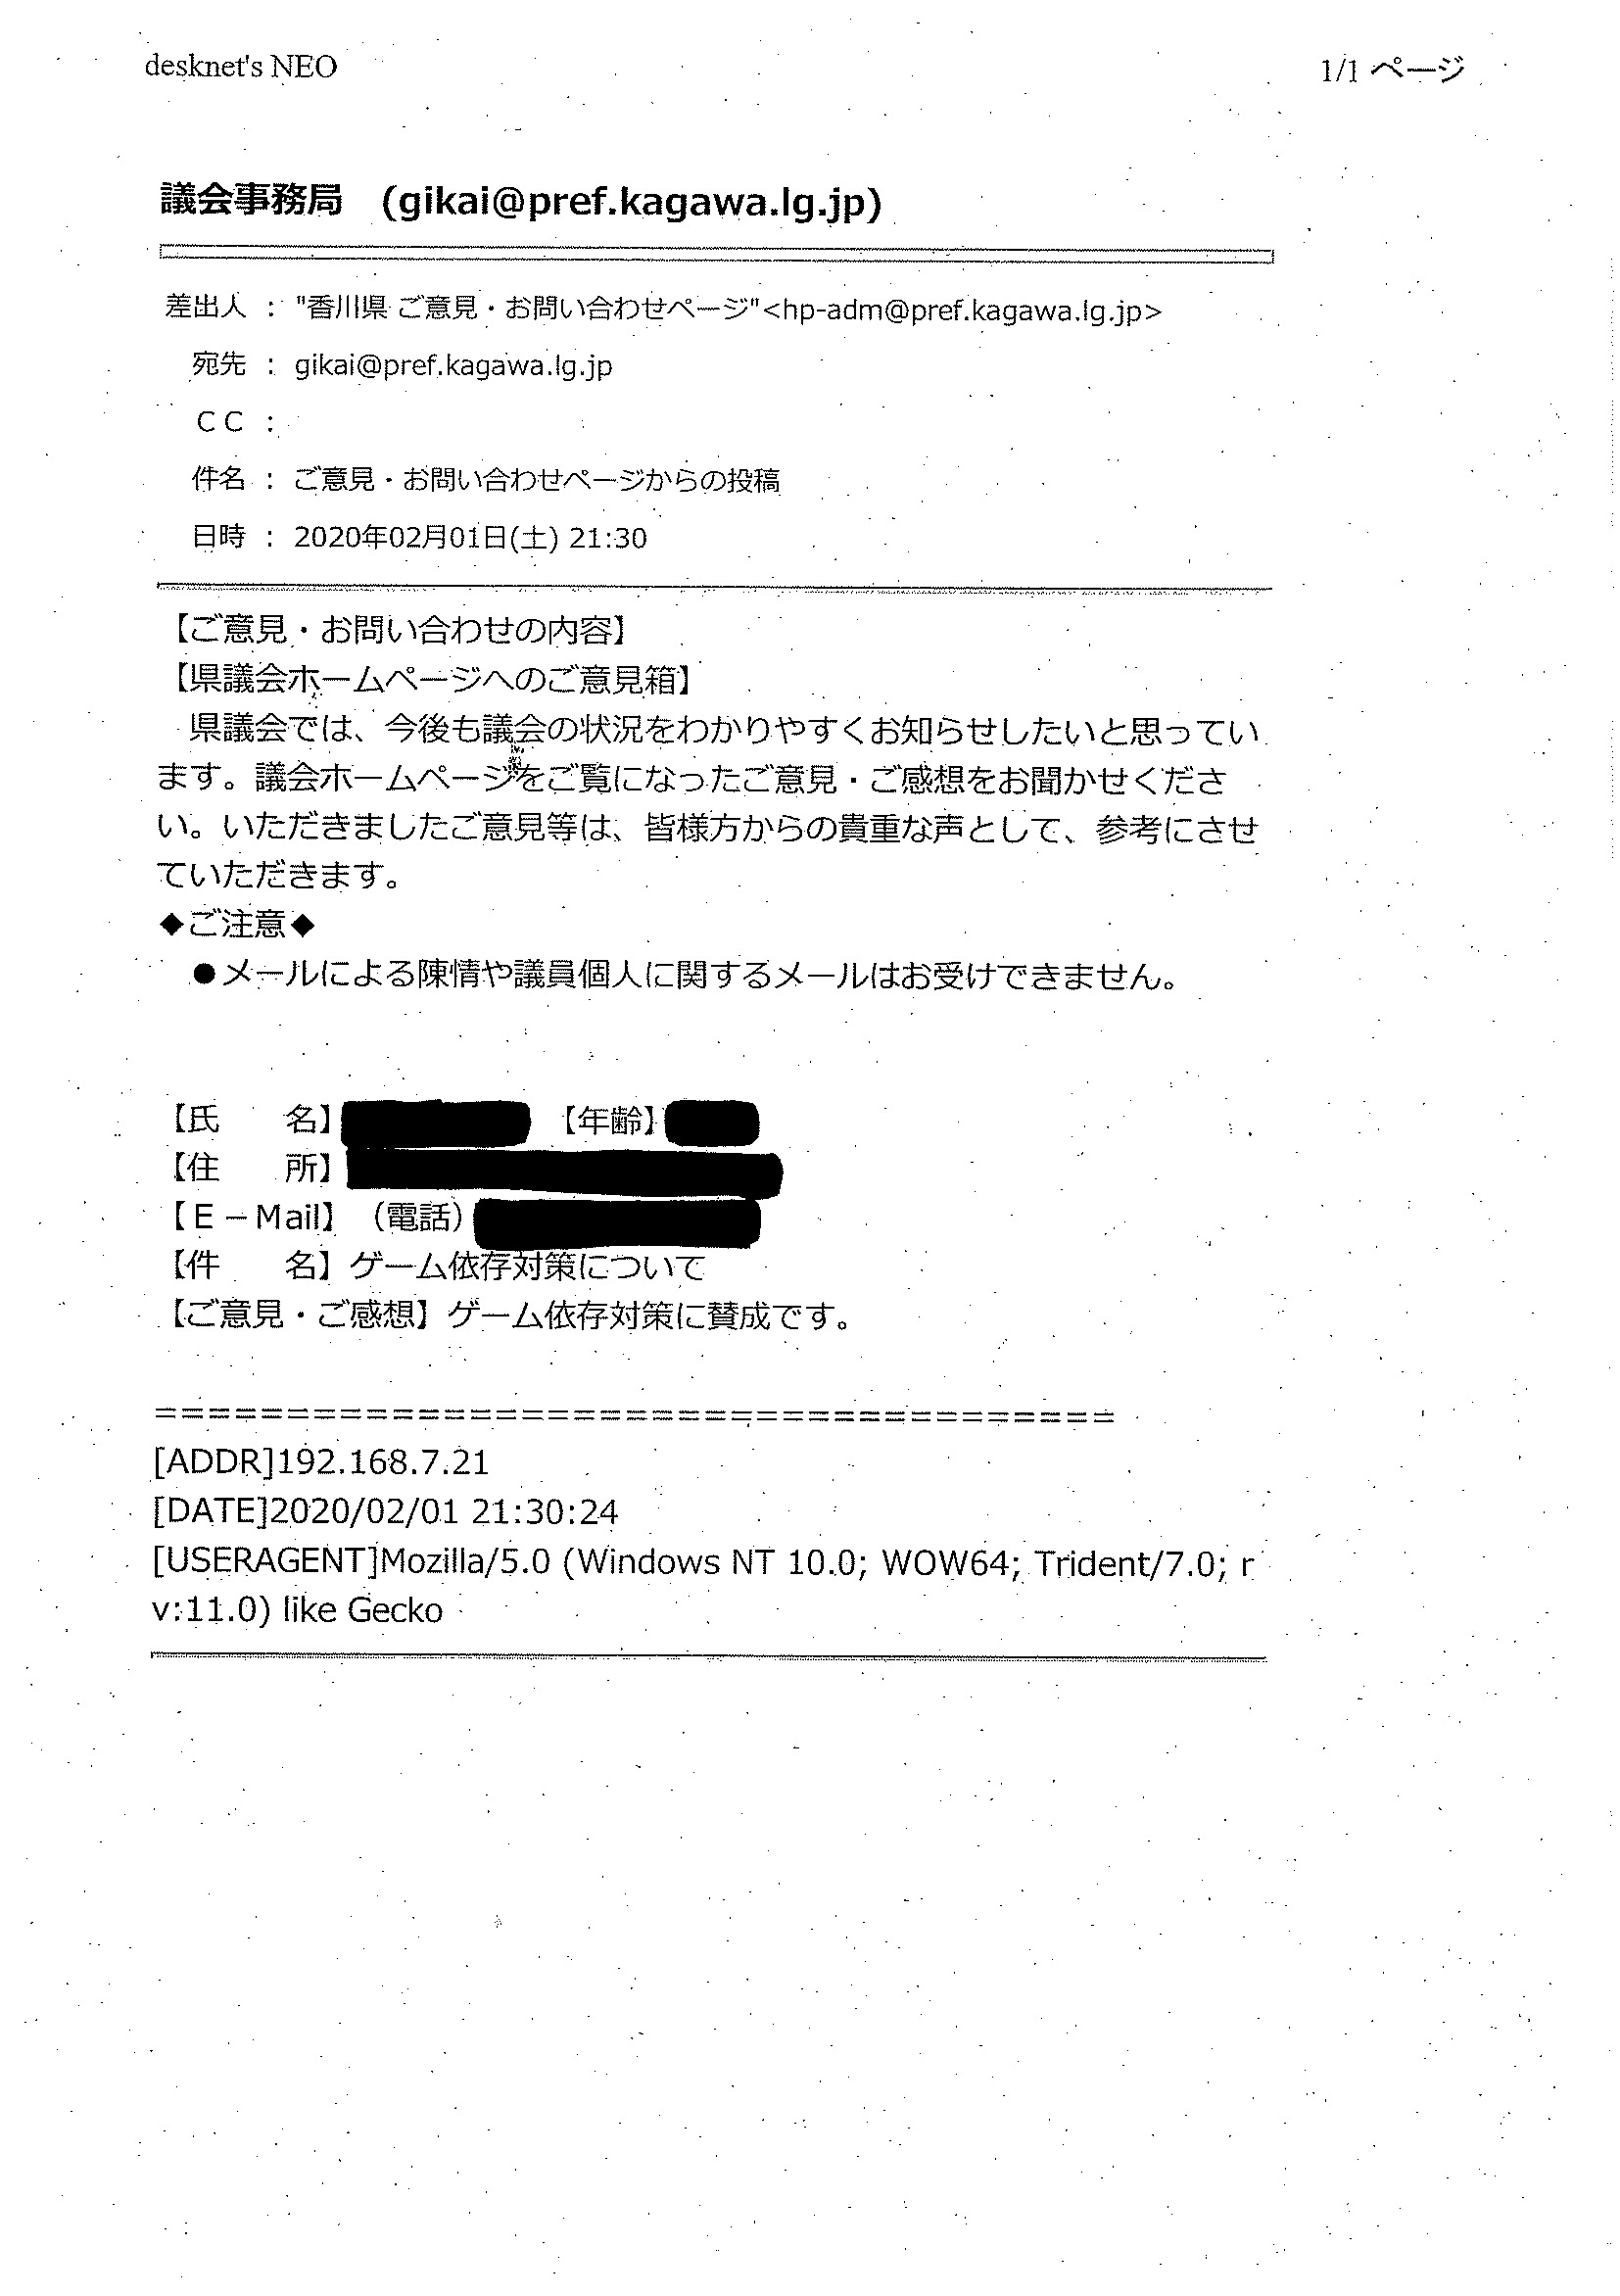 desknet's NEO
1/1 ページ
議会事務局　(gikai@pref.kagawa.lg.jp)
差出人 ： "香川県 ご意見・お問い合わせページ"<hp-adm@pref.kagawa.lg.jp>
宛先 ： gikai@pref.kagawa.lg.jp
ＣＣ ：
件名 ： ご意見・お問い合わせページからの投稿
日時 ： 2020年02月01日(土) 21:30
【ご意見・お問い合わせの内容】
【県議会ホームページへのご意見箱】
　県議会では、今後も議会の状況をわかりやすくお知らせしたいと思ってい
ます。議会ホームページをご覧になったご意見・ご感想をお聞かせくださ
い。いただきましたご意見等は、皆様方からの貴重な声として、参考にさせ
ていただきます。
◆ご注意◆
　●メールによる陳情や議員個人に関するメールはお受けできません。
【氏　　名】　【年齢】
【住　　所】
【Ｅ－Mail】（電話）
【件　　名】ゲーム依存対策について
【ご意見・ご感想】ゲーム依存対策に賛成です。
=====================================
[ADDR]192.168.7.21
[DATE]2020/02/01 21:30:24
[USERAGENT]Mozilla/5.0 (Windows NT 10.0; WOW64; Trident/7.0; r
v:11.0) like Gecko